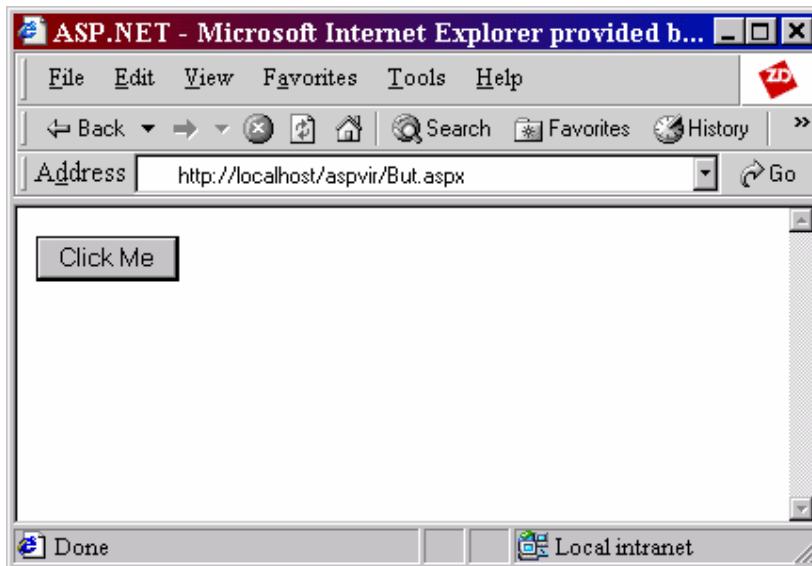 ASP.NET - Microsoft Internet Explorer provided b...
File Edit View Favorites Tools Help
ZD
Back Search Favorites History »
Address http://localhost/aspvir/But.aspx Go
Click Me
Done Local intranet